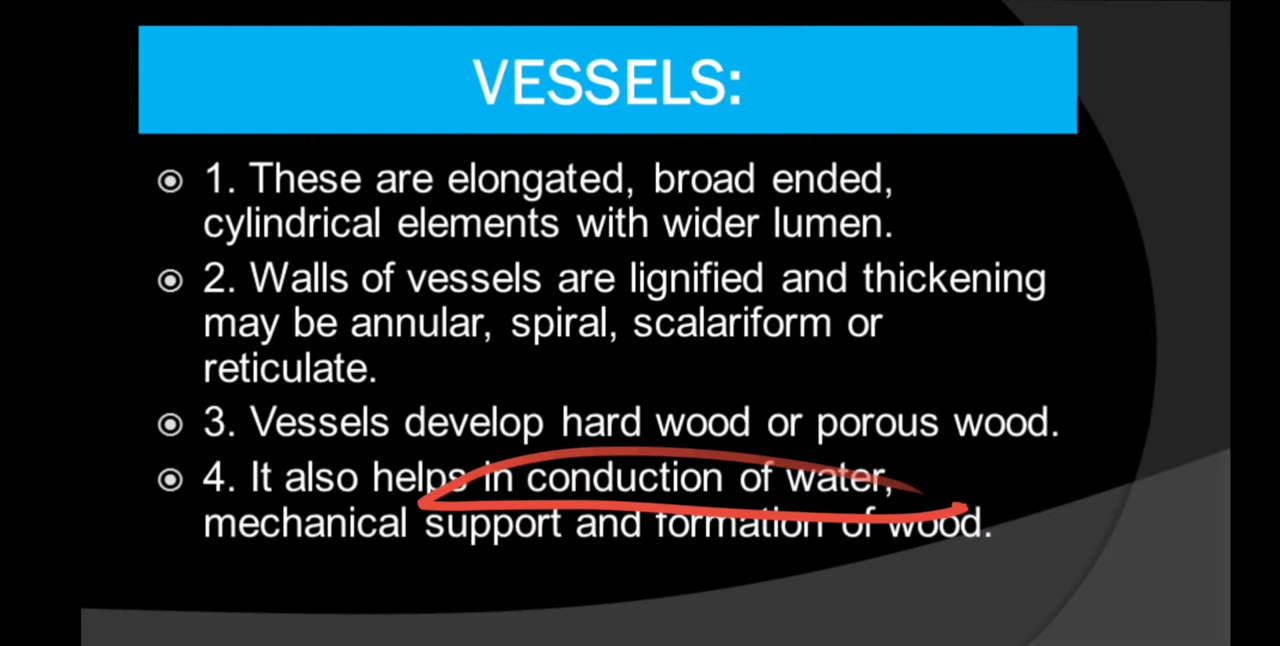 VESSELS:
1. These are elongated, broad ended,
cylindrical elements with wider lumen.
2. Walls of vessels are lignified and thickening
may be annular, spiral, scalariform or
reticulate.
3. Vessels develop hard wood or porous wood.
4. It also helps in conduction of water,
mechanical support and formation of wood.